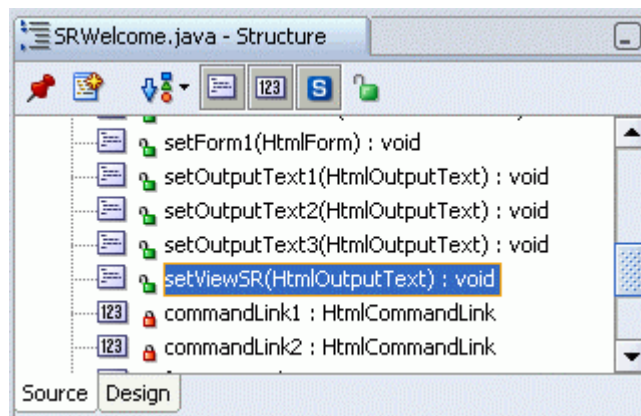 SRWelcome.java - Structure
123 S
setForm1(HtmlForm) : void
setOutputText1(HtmlOutputText) : void
setOutputText2(HtmlOutputText) : void
setOutputText3(HtmlOutputText) : void
setViewSR(HtmlOutputText) : void
123 commandLink1 : HtmlCommandLink
123 commandLink2 : HtmlCommandLink
Source Design